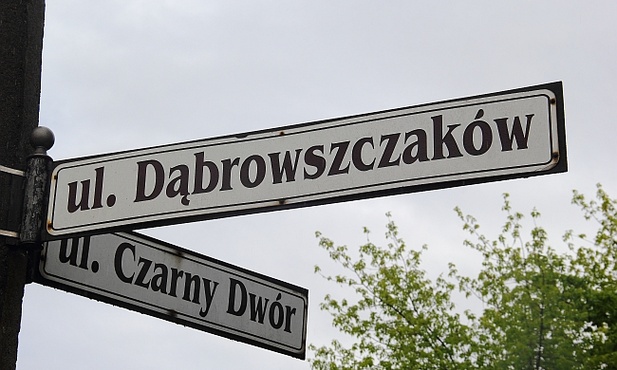 ul. Dąbrowszczaków
ul. Czarny Dwór